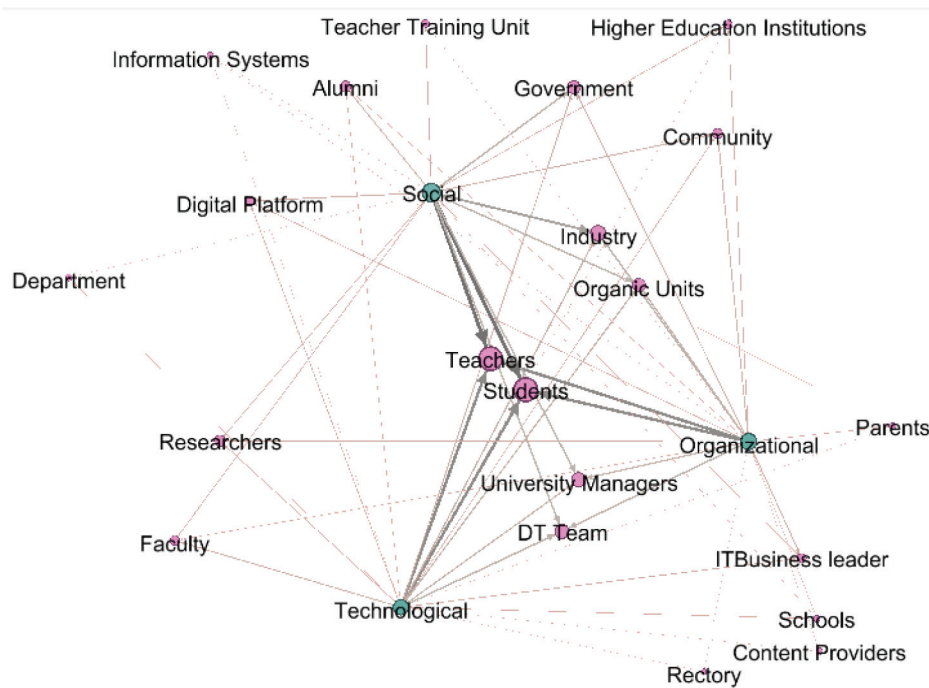 Teacher Training Unit
Higher Education Institutions
Information Systems
Alumni
Government
Community
Social
Digital Platform
Industry
Department
Organic Units
Teachers
Students
Parents
Researchers
Organizational
University Managers
DT Team
Faculty
ITBusiness leader
Technological
Schools
Content Providers
Rectory